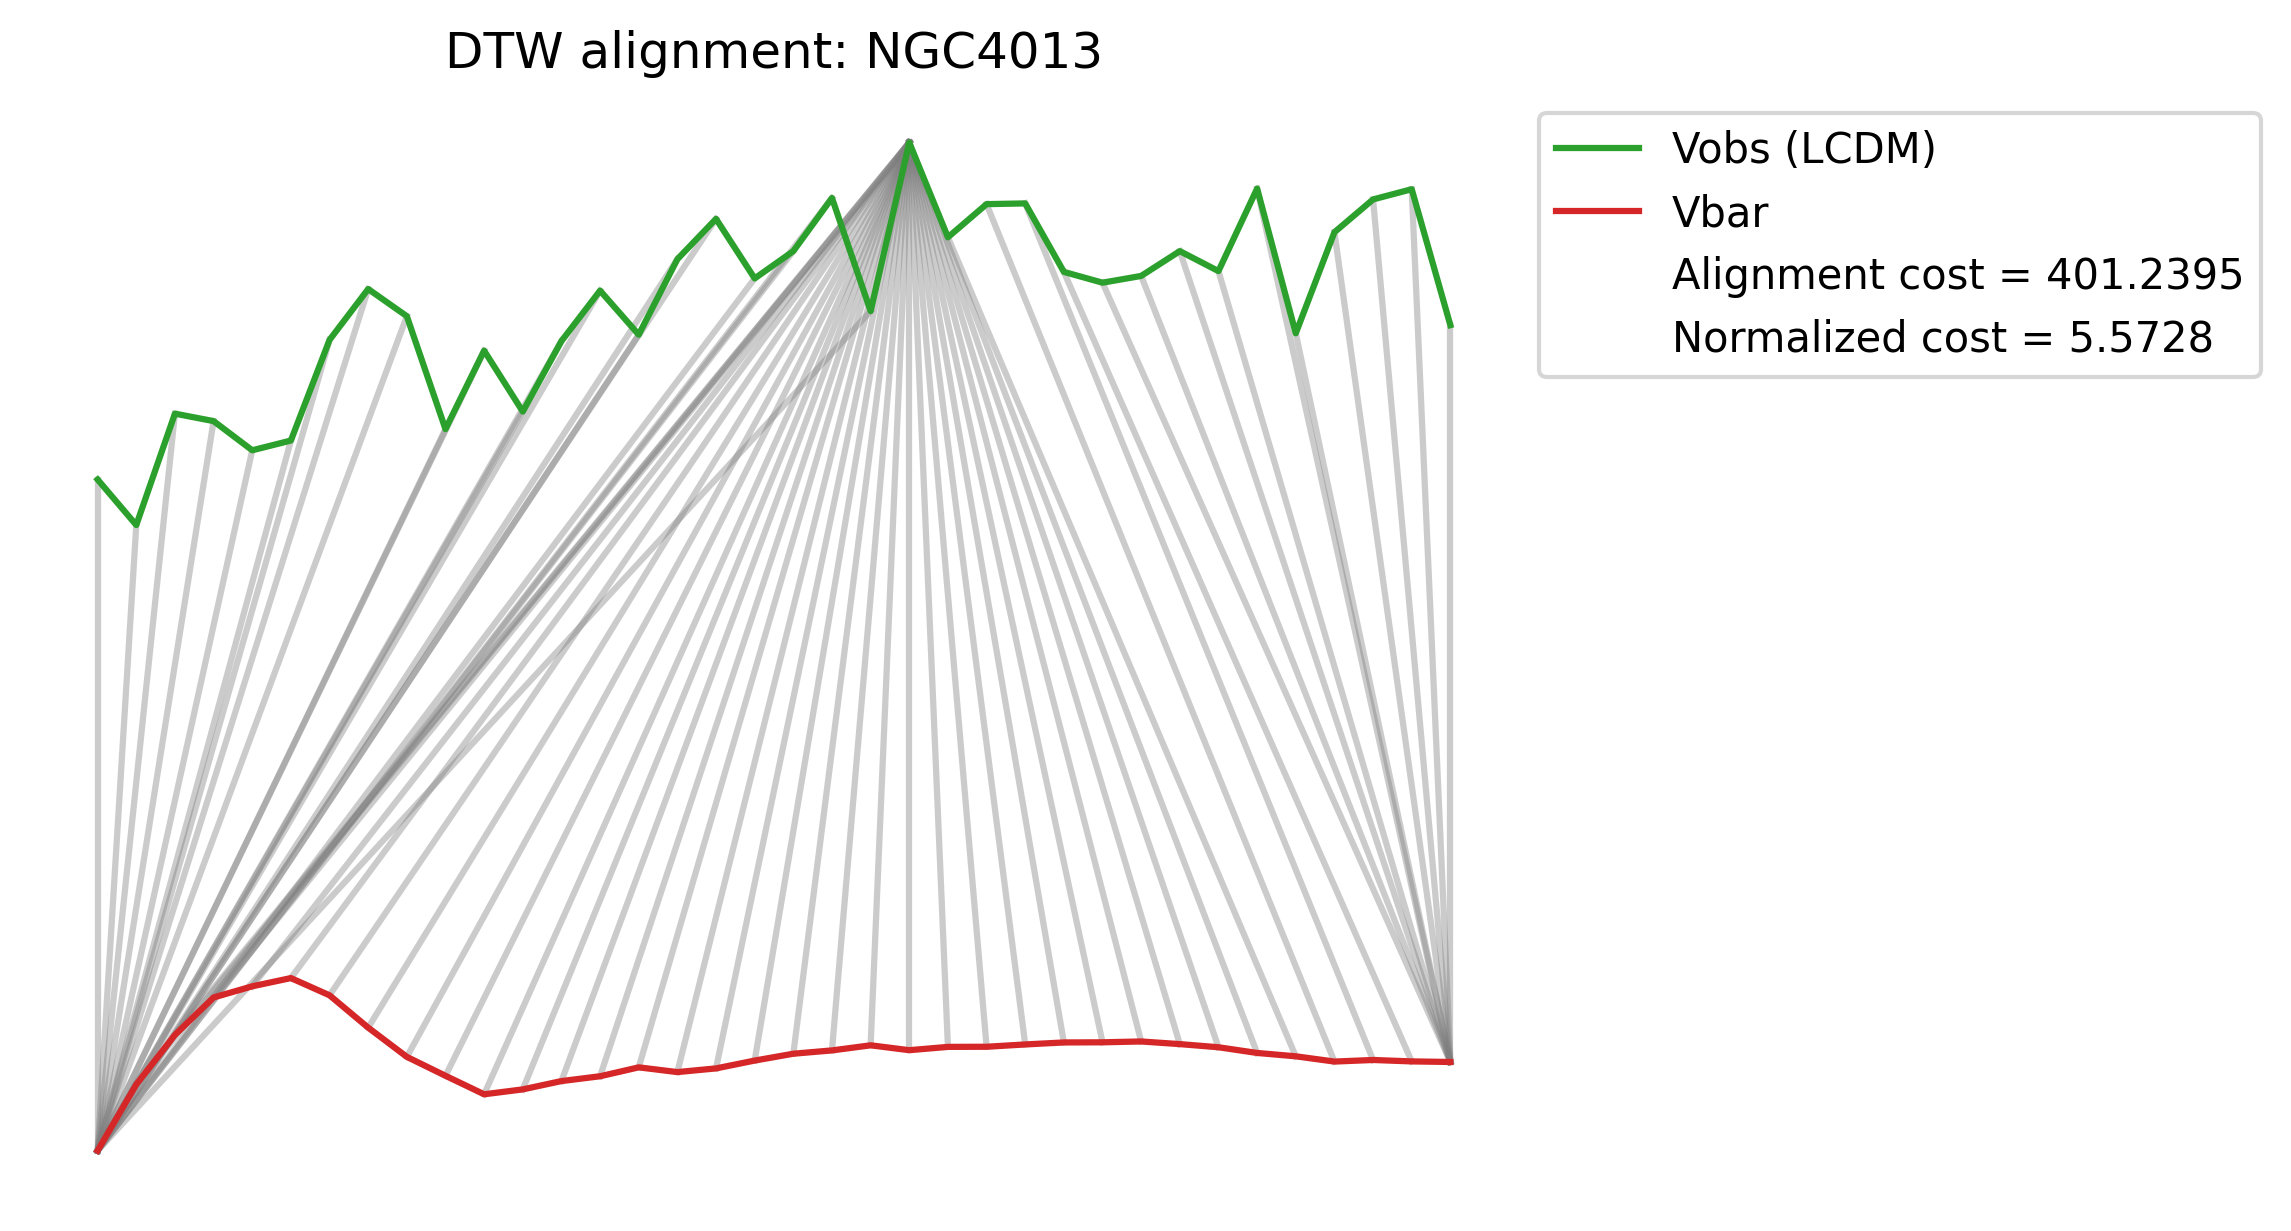 DTW alignment: NGC4013
Vobs (LCDM)
Vbar
Alignment cost = 401.2395
Normalized cost = 5.5728